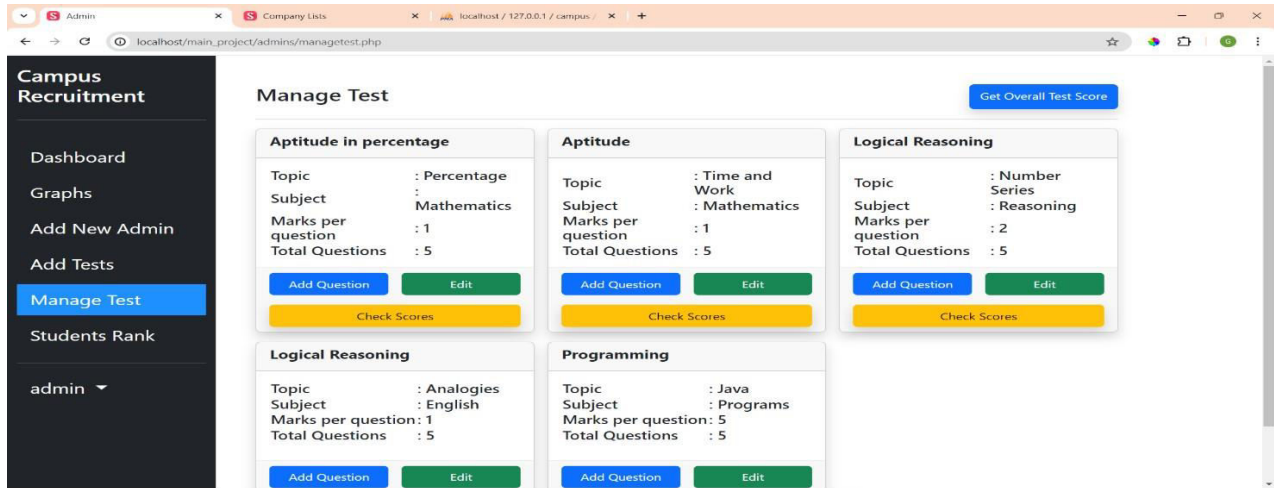 Admin
Company Lists
localhost / 127.0.0.1 / campus /
localhost/main_project/admins/managetest.php
G
Campus
Recruitment
Dashboard
Graphs
Add New Admin
Add Tests
Manage Test
Students Rank
admin
Manage Test
Get Overall Test Score
Aptitude in percentage
Topic : Percentage
Subject : Mathematics
Marks per question : 1
Total Questions : 5
Add Question Edit
Check Scores
Aptitude
Topic : Time and Work
Subject : Mathematics
Marks per question : 1
Total Questions : 5
Add Question Edit
Check Scores
Logical Reasoning
Topic : Number Series
Subject : Reasoning
Marks per question : 2
Total Questions : 5
Add Question Edit
Check Scores
Logical Reasoning
Topic : Analogies
Subject : English
Marks per question : 1
Total Questions : 5
Add Question Edit
Programming
Topic : Java
Subject : Programs
Marks per question : 5
Total Questions : 5
Add Question Edit